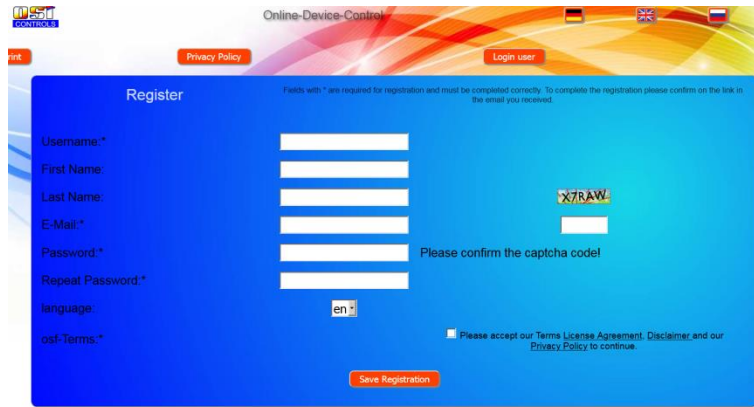 OSF
CONTROLS
Online-Device-Control
rint
Privacy Policy
Login user
Register
Fields with * are required for registration and must be completed correctly. To complete the registration please confirm on the link in
the email you received.
Username:*
First Name:
Last Name:
X7RAW
E-Mail:*
Password:*
Please confirm the captcha code!
Repeat Password:*
language:
en
osf-Terms:*
Please accept our Terms License Agreement, Disclaimer and our
Privacy Policy to continue.
Save Registration